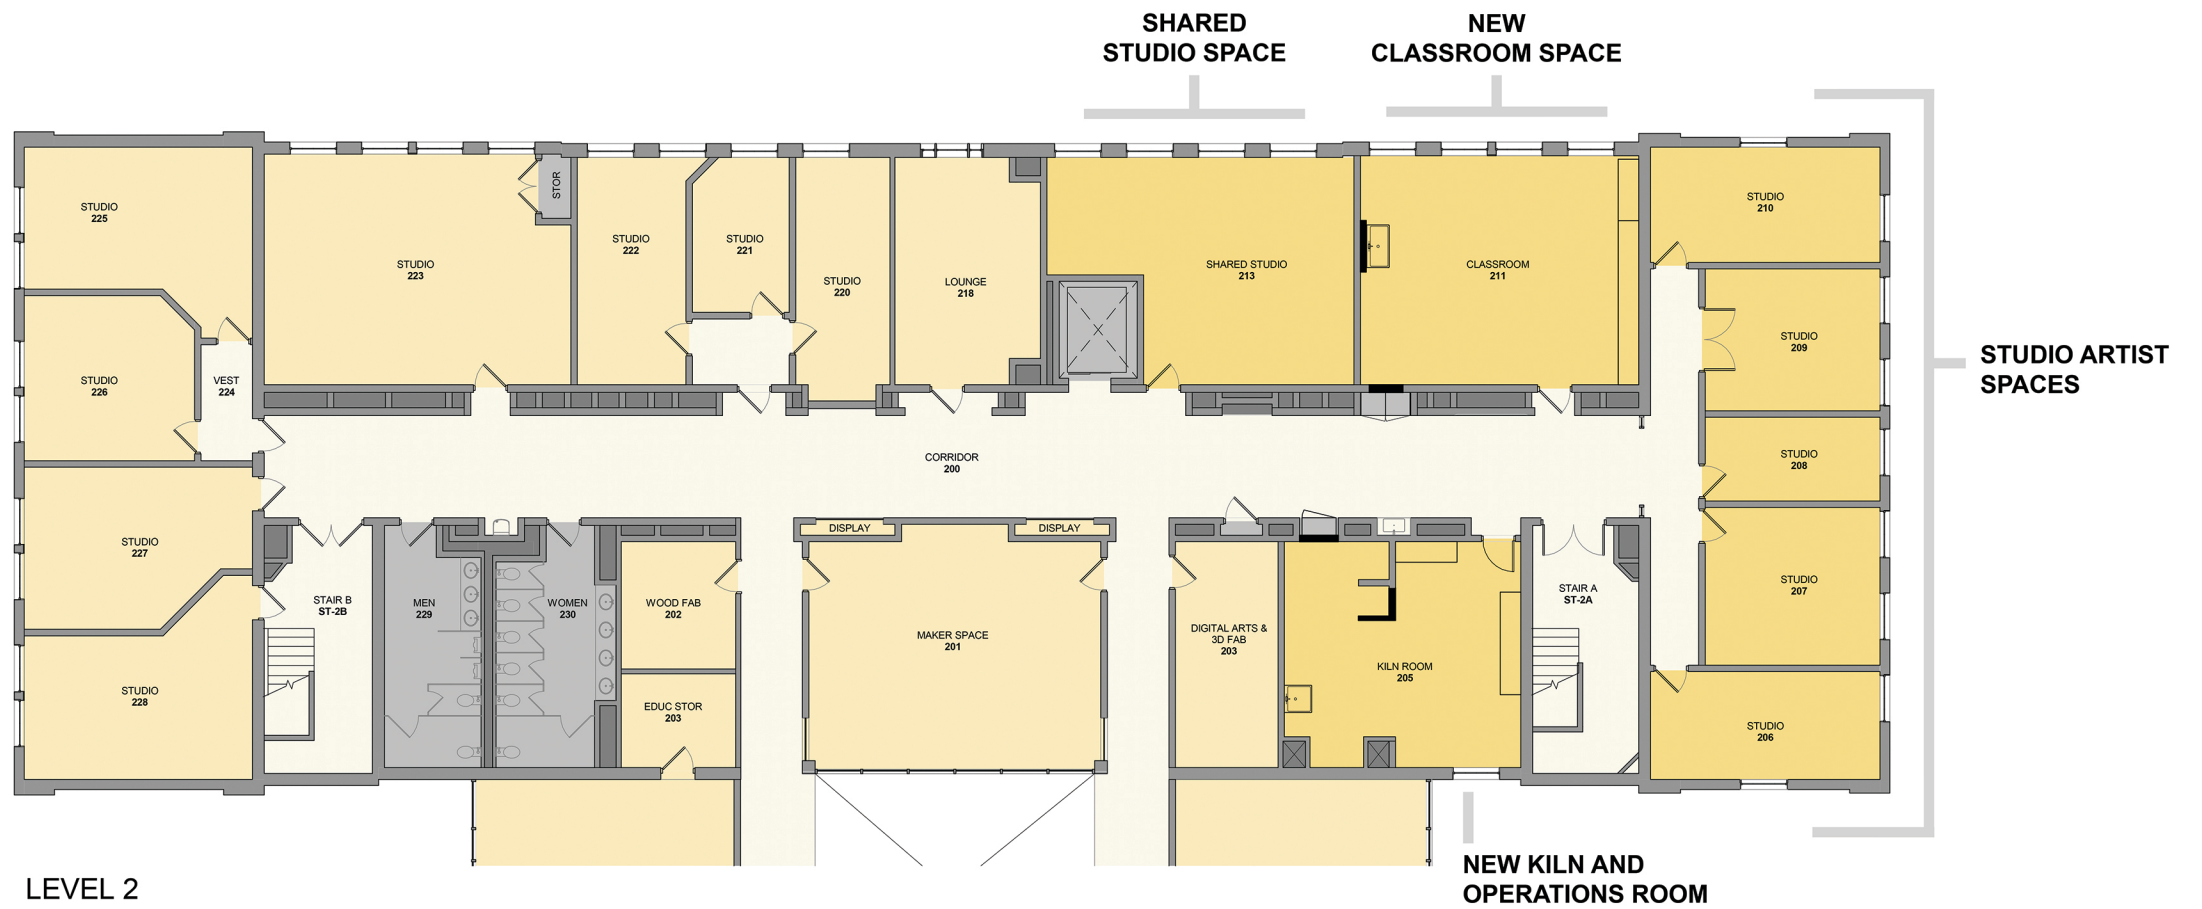 SHARED
STUDIO SPACE
NEW
CLASSROOM SPACE
STUDIO
225
STUDIO
223
STOR
STUDIO
222
STUDIO
221
STUDIO
220
LOUNGE
218
SHARED STUDIO
213
CLASSROOM
211
STUDIO
210
STUDIO
209
STUDIO ARTIST
SPACES
STUDIO
226
VEST
224
CORRIDOR
200
STUDIO
208
STUDIO
227
STAIR B
ST-2B
MEN
229
WOMEN
230
WOOD FAB
202
DISPLAY
DISPLAY
MAKER SPACE
201
DIGITAL ARTS &
3D FAB
203
KILN ROOM
205
STAIR A
ST-2A
STUDIO
207
STUDIO
228
EDUC STOR
203
STUDIO
206
NEW KILN AND
OPERATIONS ROOM
LEVEL 2